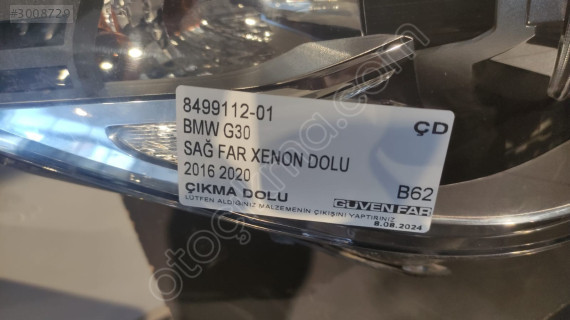 #3008729
8499112-01 ÇD
BMW G30
SAĞ FAR XENON DOLU
2016 2020
ÇIKMA DOLU B62
LÜTFEN ALDIĞINIZ MALZEMENİN ÇIKIŞINI YAPTIRINIZ GÜVEN FAR
8.08.2024
otogikma.com